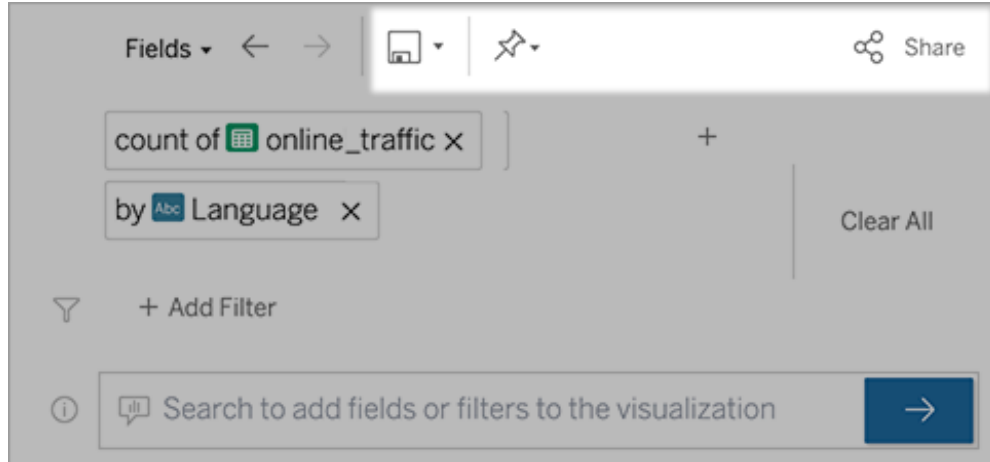 Fields
Share
count of online_traffic
by Abc Language
Clear All
+ Add Filter
Search to add fields or filters to the visualization